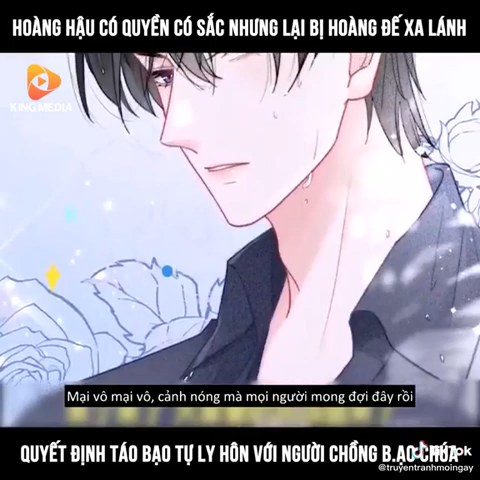 HOÀNG HẬU CÓ QUYỀN CÓ SẮC NHƯNG LẠI BỊ HOÀNG ĐẾ XA LÁNH
KING MEDIA
Mại vô mại vô, cảnh nóng mà mọi người mong đợi đây rồi
QUYẾT ĐỊNH TÁO BẠO TỰ LY HÔN VỚI NGƯỜI CHỒNG B.ẠO CHÚA
@truyentranhmoingay